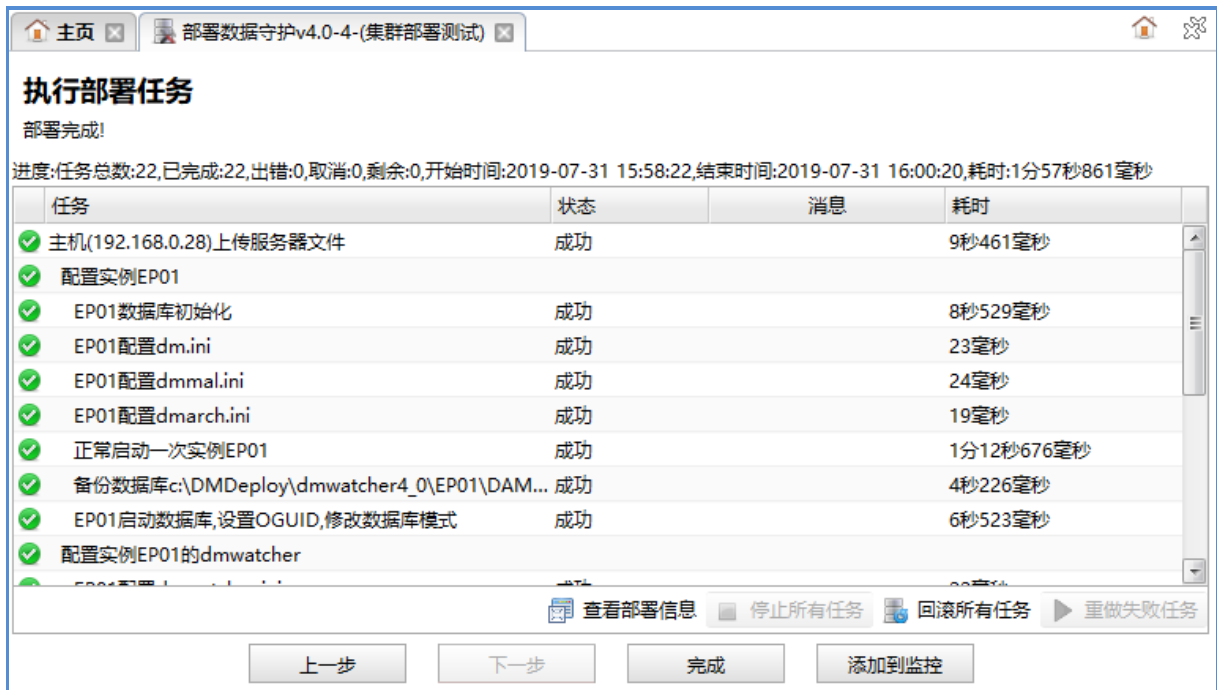 主页 部署数据守护v4.0-4-(集群部署测试)
执行部署任务
部署完成!
进度:任务总数:22,已完成:22,出错:0,取消:0,剩余:0,开始时间:2019-07-31 15:58:22,结束时间:2019-07-31 16:00:20,耗时:1分57秒861毫秒
任务 状态 消息 耗时
主机(192.168.0.28)上传服务器文件 成功 9秒461毫秒
配置实例EP01
EP01数据库初始化 成功 8秒529毫秒
EP01配置dm.ini 成功 23毫秒
EP01配置dmmal.ini 成功 24毫秒
EP01配置dmarch.ini 成功 19毫秒
正常启动一次实例EP01 成功 1分12秒676毫秒
备份数据库c:\DMDeploy\dmwatcher4_0\EP01\DAM... 成功 4秒226毫秒
EP01启动数据库,设置OGUID,修改数据库模式 成功 6秒523毫秒
配置实例EP01的dmwatcher
查看部署信息 停止所有任务 回滚所有任务 重做失败任务
上一步 下一步 完成 添加到监控